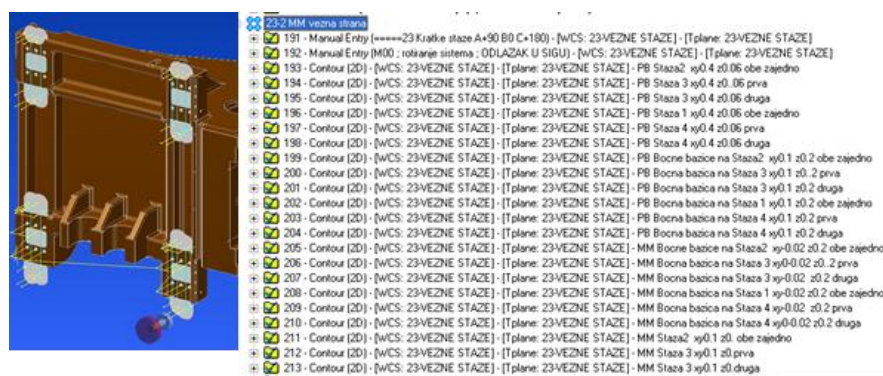 23-2 MM vezna strana
191 - Manual Entry [=====23 Kratke staze A+90 B0 C+180) - [WCS: 23-VEZNE STAZE] - [Tplane: 23-VEZNE STAZE]
192 - Manual Entry (M00 ; rotiranje sistema ; ODLAZAK U SIGU) - [WCS: 23-VEZNE STAZE] - [Tplane: 23-VEZNE STAZE]
193 - Contour (2D) - [WCS: 23-VEZNE STAZE] - [Tplane: 23-VEZNE STAZE] - PB Staza2 xy0.4 z0.06 obe zajedno
194 - Contour (2D) - [WCS: 23-VEZNE STAZE] - [Tplane: 23-VEZNE STAZE] - PB Staza 3 xy0.4 z0..06 prva
195 - Contour (2D) - [WCS: 23-VEZNE STAZE] - [Tplane: 23-VEZNE STAZE] - PB Staza 3 xy0.4 z0.06 druga
196 - Contour (2D) - [WCS: 23-VEZNE STAZE] - [Tplane: 23-VEZNE STAZE] - PB Staza 1 xy0.4 z0.06 obe zajedno
197 - Contour (2D) - [WCS: 23-VEZNE STAZE] - [Tplane: 23-VEZNE STAZE] - PB Staza 4 xy0.4 z0.06 prva
198 - Contour (2D) - [WCS: 23-VEZNE STAZE] - [Tplane: 23-VEZNE STAZE] - PB Staza 4 xy0.4 z0.06 druga
199 - Contour (2D) - [WCS: 23-VEZNE STAZE] - [Tplane: 23-VEZNE STAZE] - PB Bocne bazice na Staza2 xy0.1 z0.2 obe zajedno
200 - Contour (2D) - [WCS: 23-VEZNE STAZE] - [Tplane: 23-VEZNE STAZE] - PB Bocna bazica na Staza 3 xy0.1 z0..2 prva
201 - Contour (2D) - [WCS: 23-VEZNE STAZE] - [Tplane: 23-VEZNE STAZE] - PB Bocna bazica na Staza 3 xy0.1 z0.2 druga
202 - Contour (2D) - [WCS: 23-VEZNE STAZE] - [Tplane: 23-VEZNE STAZE] - PB Bocna bazica na Staza 1 xy0.1 z0.2 obe zajedno
203 - Contour (2D) - [WCS: 23-VEZNE STAZE] - [Tplane: 23-VEZNE STAZE] - PB Bocna bazica na Staza 4 xy0.1 z0.2 prva
204 - Contour (2D) - [WCS: 23-VEZNE STAZE] - [Tplane: 23-VEZNE STAZE] - PB Bocna bazica na Staza 4 xy0.1 z0.2 druga
205 - Contour (2D) - [WCS: 23-VEZNE STAZE] - [Tplane: 23-VEZNE STAZE] - MM Bocne bazice na Staza2 xy-0.02 z0.2 obe zajedno
206 - Contour (2D) - [WCS: 23-VEZNE STAZE] - [Tplane: 23-VEZNE STAZE] - MM Bocna bazica na Staza 3 xy0-0.02 z0..2 prva
207 - Contour (2D) - [WCS: 23-VEZNE STAZE] - [Tplane: 23-VEZNE STAZE] - MM Bocna bazica na Staza 3 xy-0.02 z0.2 druga
208 - Contour (2D) - [WCS: 23-VEZNE STAZE] - [Tplane: 23-VEZNE STAZE] - MM Bocna bazica na Staza 1 xy-0.02 z0.2 obe zajedno
209 - Contour (2D) - [WCS: 23-VEZNE STAZE] - [Tplane: 23-VEZNE STAZE] - MM Bocna bazica na Staza 4 xy-0.02 z0.2 prva
210 - Contour (2D) - [WCS: 23-VEZNE STAZE] - [Tplane: 23-VEZNE STAZE] - MM Bocna bazica na Staza 4 xy0-0.02 z0.2 druga
211 - Contour (2D) - [WCS: 23-VEZNE STAZE] - [Tplane: 23-VEZNE STAZE] - MM Staza2 xy0.1 z0. obe zajedno
212 - Contour (2D) - [WCS: 23-VEZNE STAZE] - [Tplane: 23-VEZNE STAZE] - MM Staza 3 xy0.1 z0.prva
213 - Contour (2D) - [WCS: 23-VEZNE STAZE] - [Tplane: 23-VEZNE STAZE] - MM Staza 3 xy0.1 z0.druga